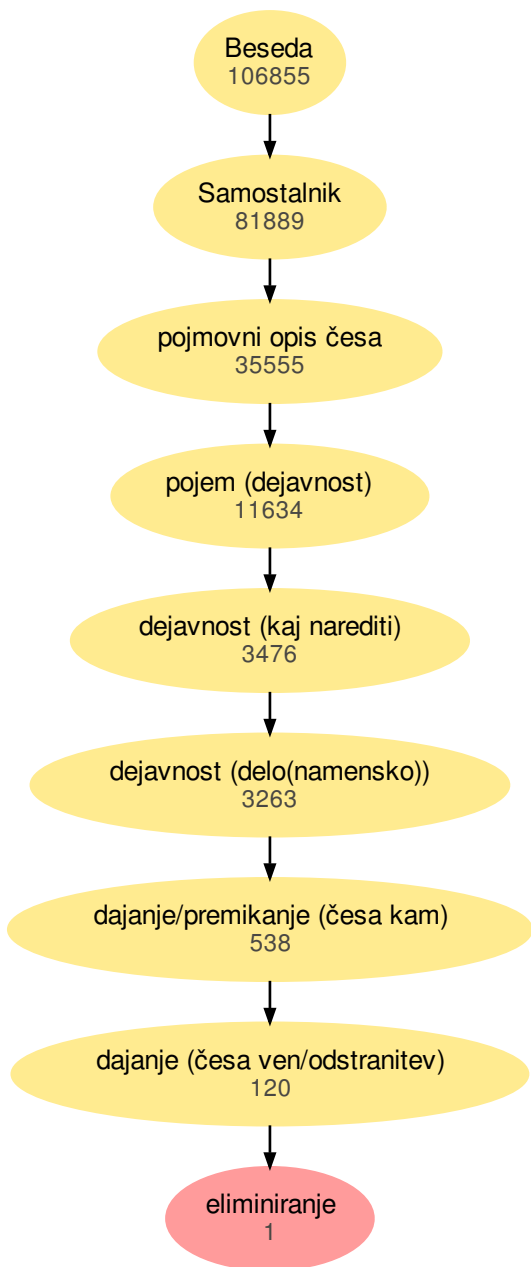 Beseda
106855
Samostalnik
81889
pojmovni opis česa
35555
pojem (dejavnost)
11634
dejavnost (kaj narediti)
3476
dejavnost (delo(namensko))
3263
dajanje/premikanje (česa kam)
538
dajanje (česa ven/odstranitev)
120
eliminiranje
1